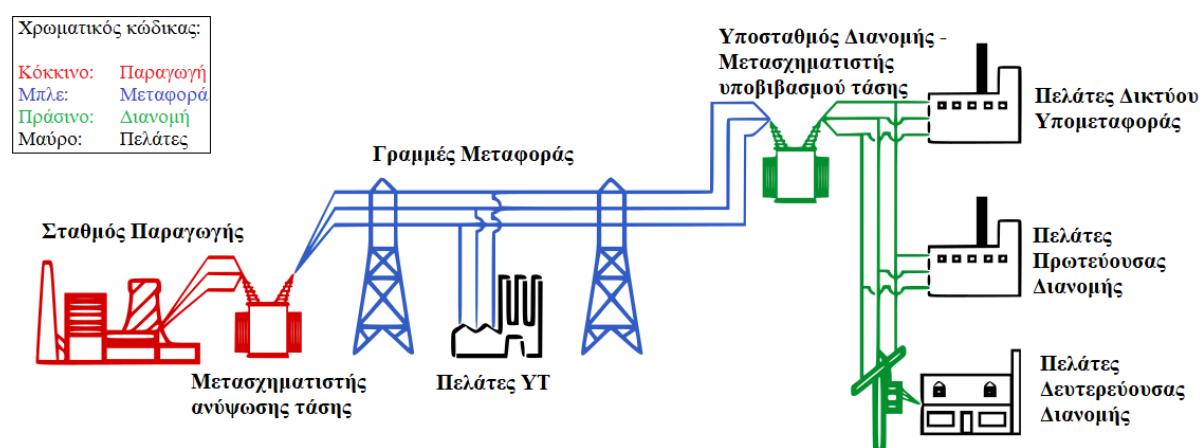 Χρωματικός κώδικας:
Κόκκινο: Παραγωγή
Μπλε: Μεταφορά
Πράσινο: Διανομή
Μαύρο: Πελάτες
Σταθμός Παραγωγής
Μετασχηματιστής
ανύψωσης τάσης
Γραμμές Μεταφοράς
Πελάτες ΥΤ
Υποσταθμός Διανομής -
Μετασχηματιστής
υποβιβασμού τάσης
Πελάτες Δικτύου
Υπομεταφοράς
Πελάτες
Πρωτεύουσας
Διανομής
Πελάτες
Δευτερεύουσας
Διανομής